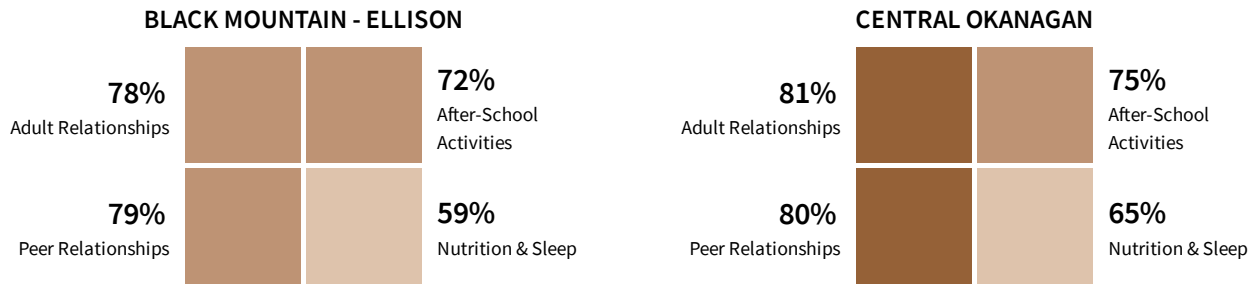 BLACK MOUNTAIN - ELLISON
78%
Adult Relationships
72%
After-School
Activities
79%
Peer Relationships
59%
Nutrition & Sleep
CENTRAL OKANAGAN
81%
Adult Relationships
75%
After-School
Activities
80%
Peer Relationships
65%
Nutrition & Sleep